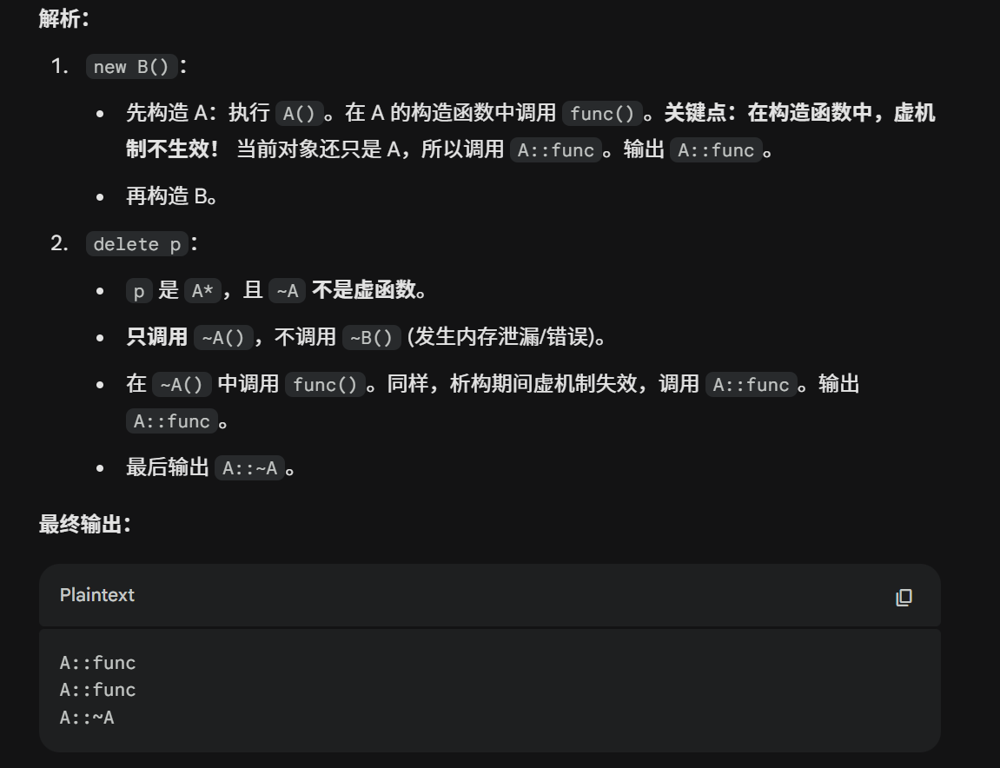 解析：
1. new B()：
• 先构造 A：执行 A()。在 A 的构造函数中调用 func()。关键点：在构造函数中，虚机
制不生效！ 当前对象还只是 A，所以调用 A::func。输出 A::func。
• 再构造 B。
2. delete p：
• p 是 A*，且 ~A 不是虚函数。
• 只调用 ~A()，不调用 ~B() (发生内存泄漏/错误)。
• 在 ~A() 中调用 func()。同样，析构期间虚机制失效，调用 A::func。输出
A::func。
• 最后输出 A::~A。
最终输出：
Plaintext
A::func
A::func
A::~A